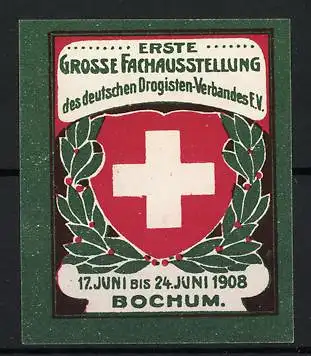 ERSTE
GROSSE FACHAUSSTELLUNG
des deutschen Drogisten-Verbandes E.V.
17. JUNI BIS 24. JUNI 1908
BOCHUM.